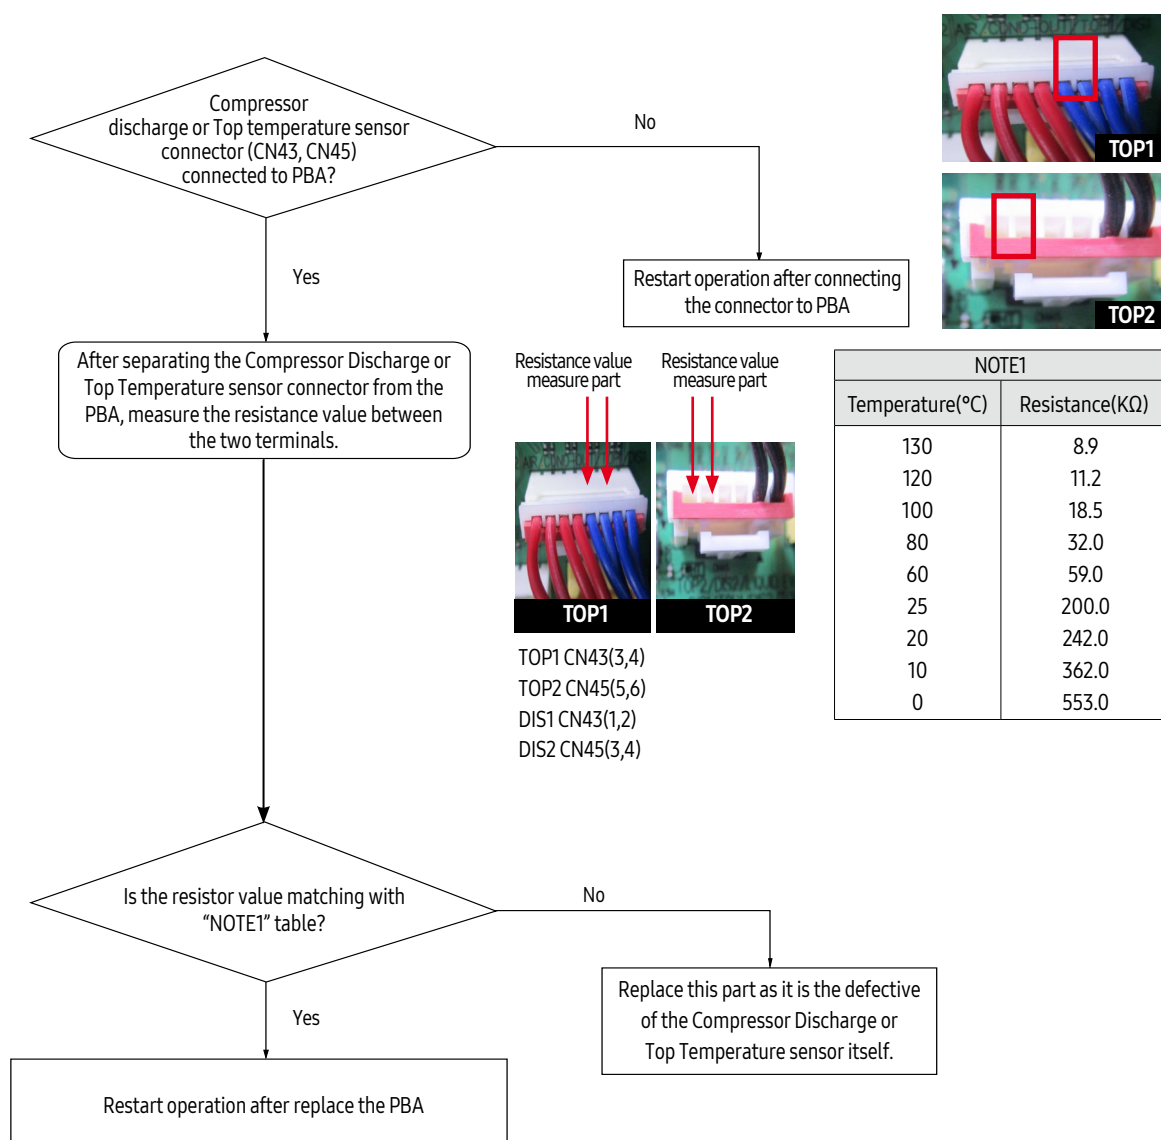 Compressor
discharge or Top temperature sensor
connector (CN43, CN45)
connected to PBA?
No
Yes
Restart operation after connecting
the connector to PBA
AIR/COND-OUT/TOP1/DIS1
TOP1
TOP2
After separating the Compressor Discharge or
Top Temperature sensor connector from the
PBA, measure the resistance value between
the two terminals.
Resistance value
measure part
Resistance value
measure part
TOP1
TOP2
TOP1 CN43(3,4)
TOP2 CN45(5,6)
DIS1 CN43(1,2)
DIS2 CN45(3,4)
NOTE1
Temperature(°C) Resistance(KΩ)
130 8.9
120 11.2
100 18.5
80 32.0
60 59.0
25 200.0
20 242.0
10 362.0
0 553.0
Is the resistor value matching with
“NOTE1” table?
No
Yes
Replace this part as it is the defective
of the Compressor Discharge or
Top Temperature sensor itself.
Restart operation after replace the PBA